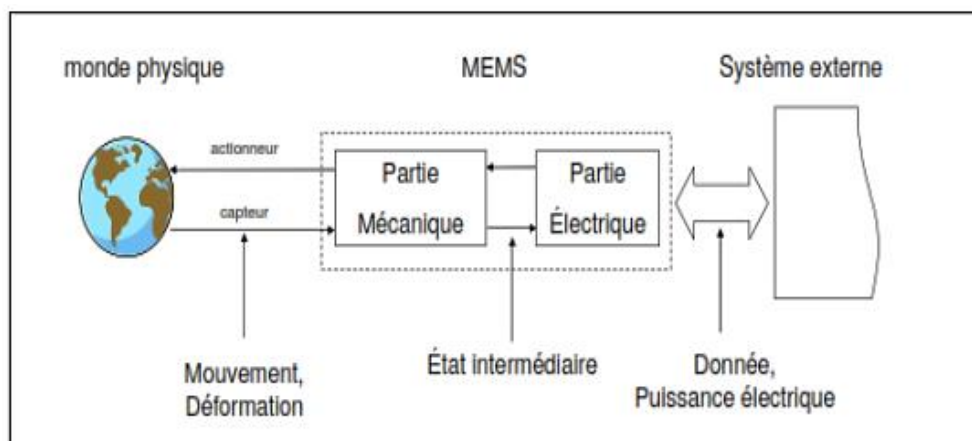 monde physique
MEMS
Système externe
actionneur
capteur
Partie
Mécanique
Partie
Électrique
Mouvement,
Déformation
État intermédiaire
Donnée,
Puissance électrique